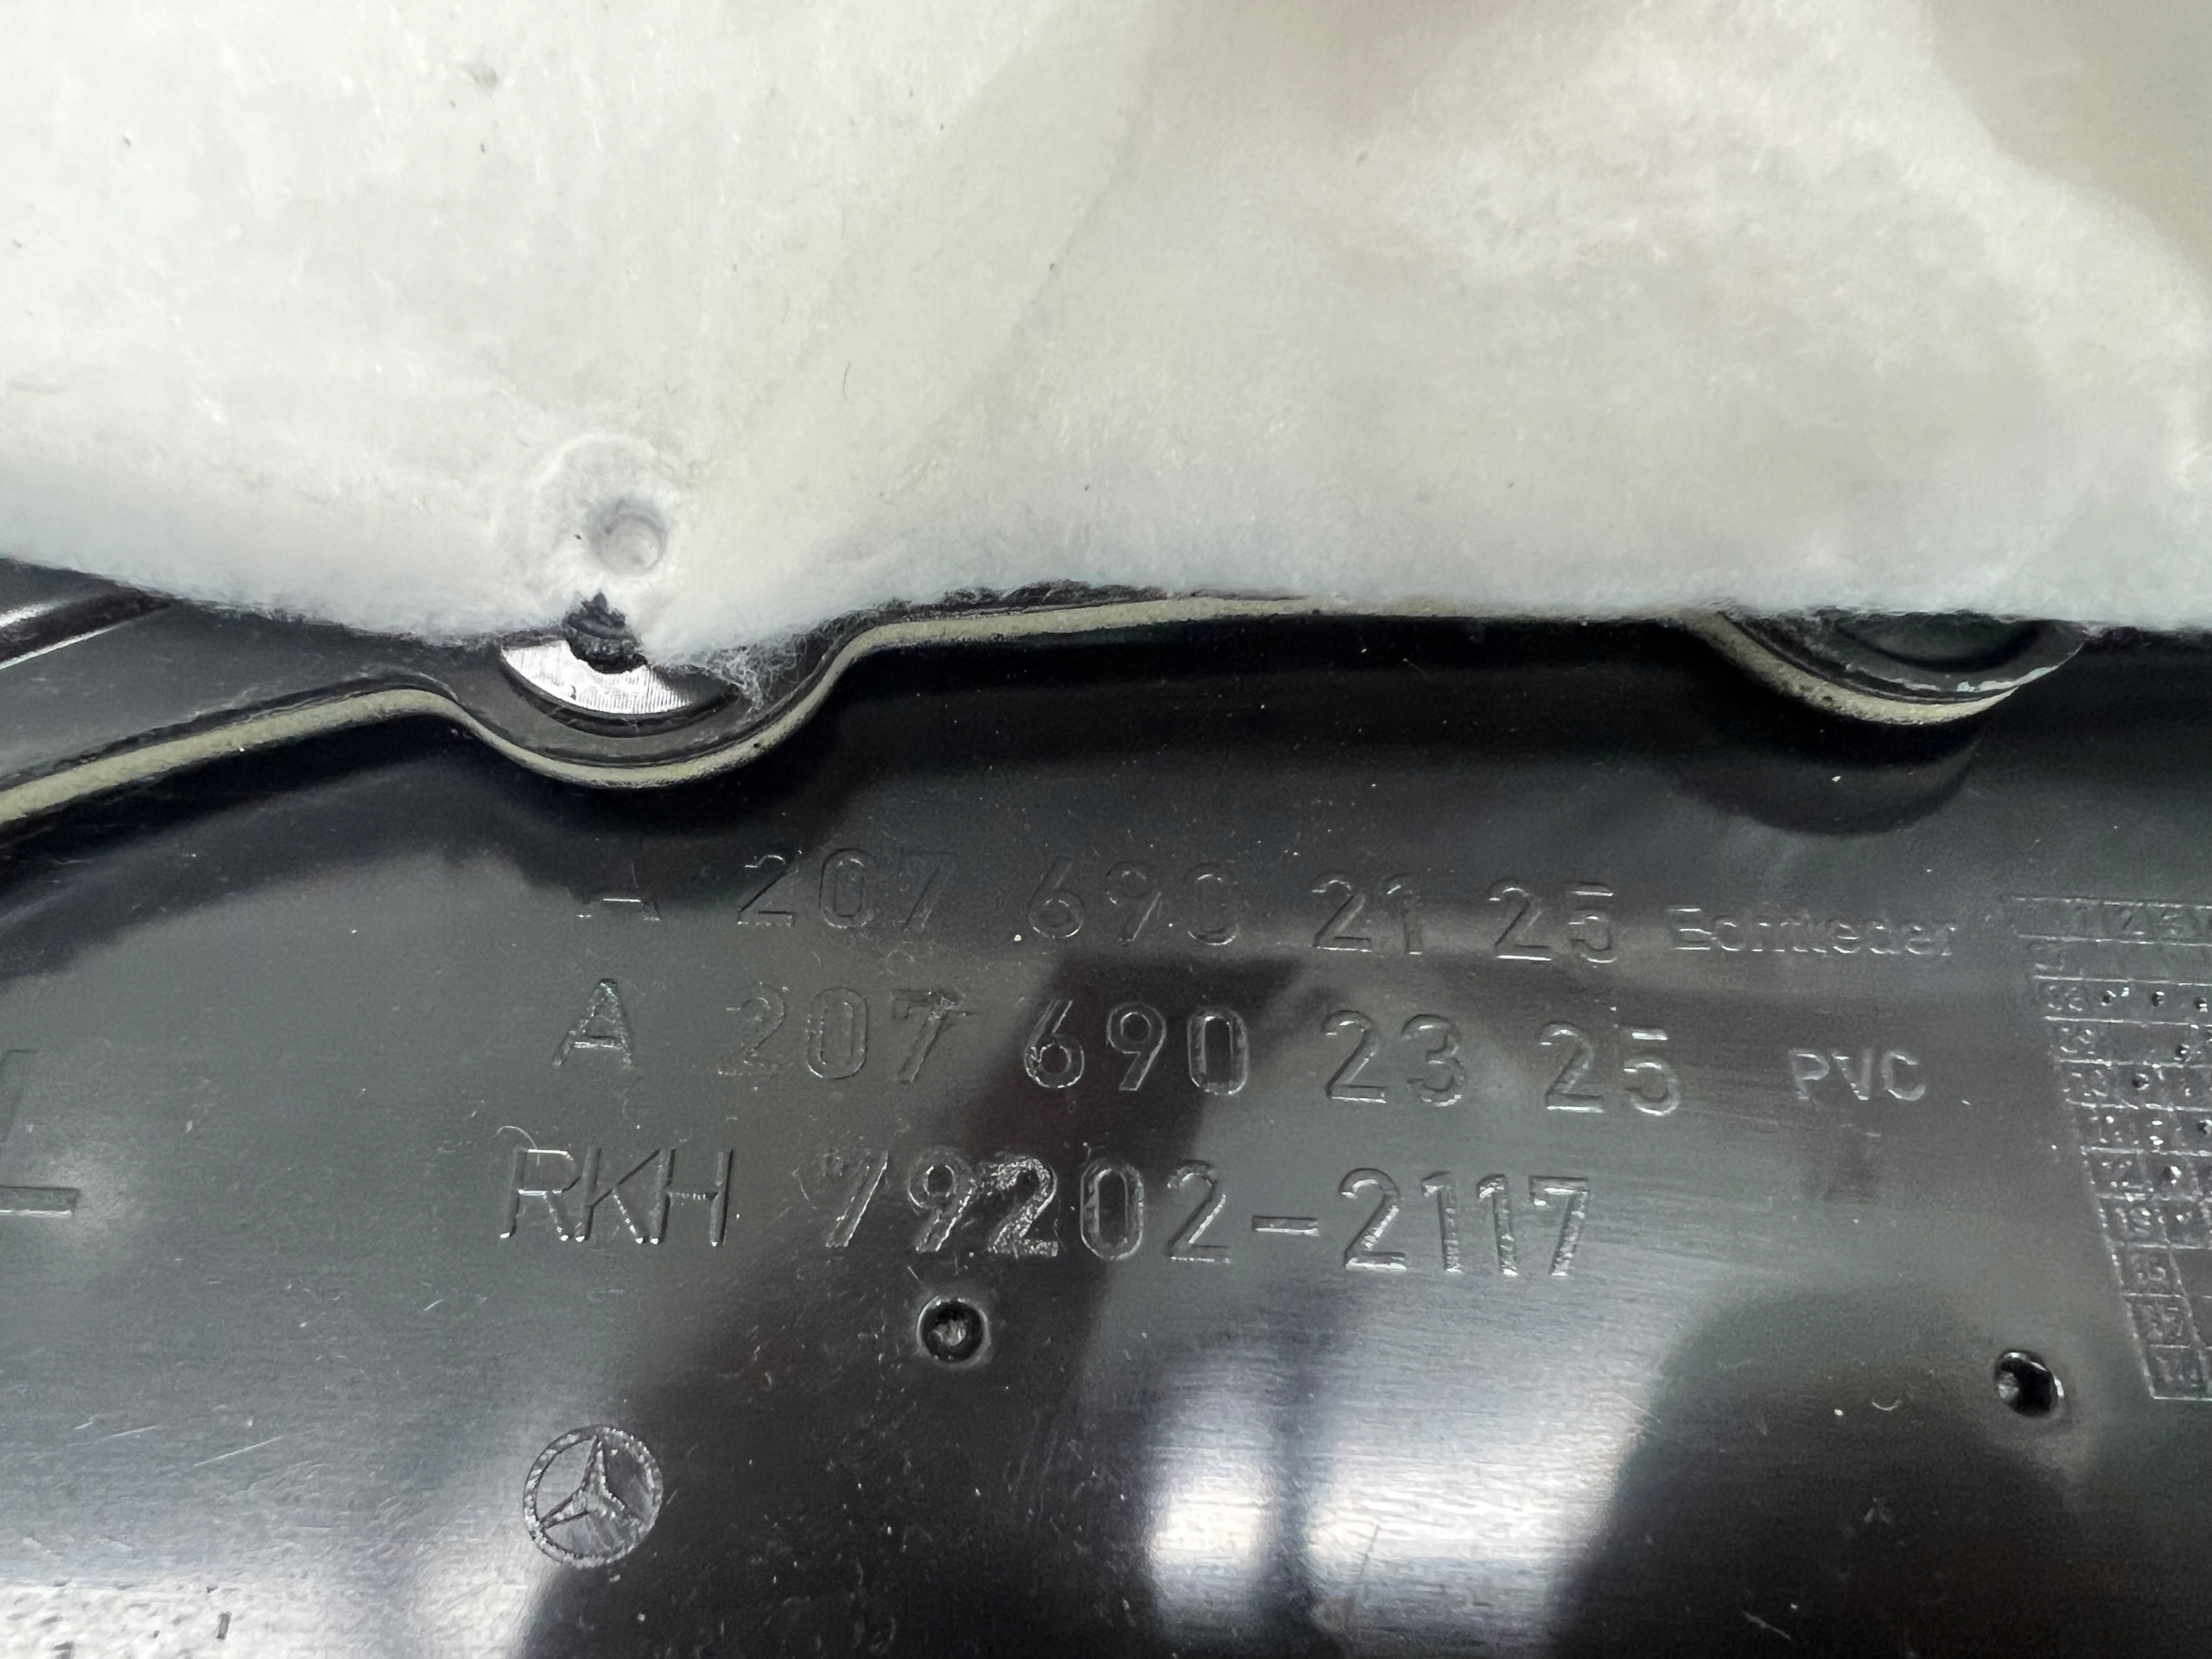 A 207 690 21 25 Echtleder
A 207 690 23 25 PVC
RKH 79202-2117